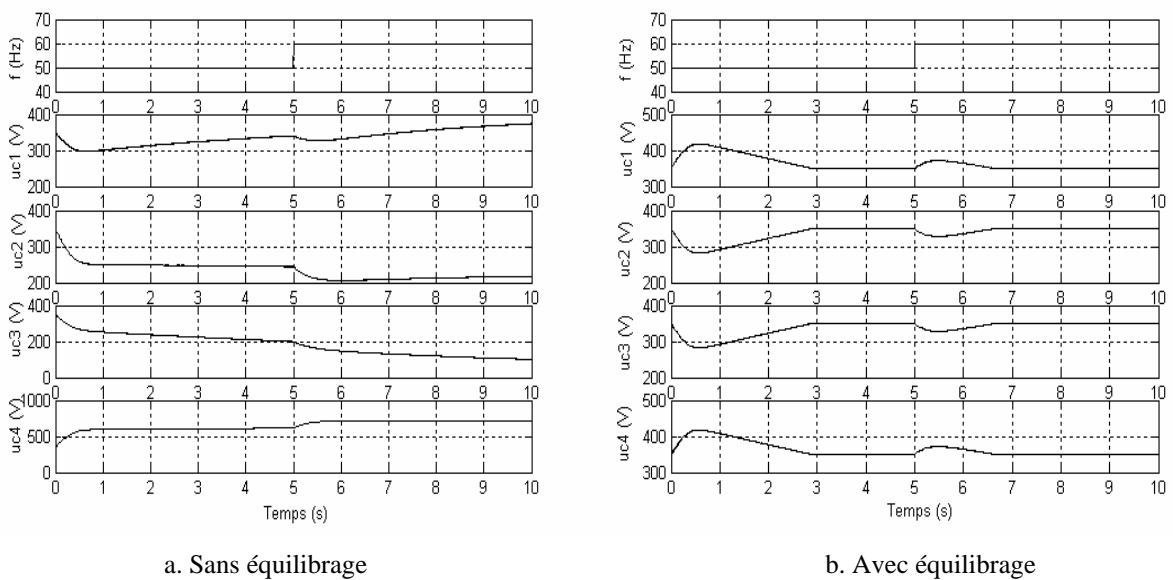 70
60
50
40
f (Hz)
0 1 2 3 4 5 6 7 8 9 10
400
300
200
uc1 (V)
0 1 2 3 4 5 6 7 8 9 10
400
300
200
uc2 (V)
0 1 2 3 4 5 6 7 8 9 10
400
200
0
uc3 (V)
0 1 2 3 4 5 6 7 8 9 10
1000
500
0
uc4 (V)
0 1 2 3 4 5 6 7 8 9 10
Temps (s)
a. Sans équilibrage
70
60
50
40
f (Hz)
0 1 2 3 4 5 6 7 8 9 10
500
400
300
uc1 (V)
0 1 2 3 4 5 6 7 8 9 10
400
300
200
uc2 (V)
0 1 2 3 4 5 6 7 8 9 10
400
300
200
uc3 (V)
0 1 2 3 4 5 6 7 8 9 10
500
400
300
uc4 (V)
0 1 2 3 4 5 6 7 8 9 10
Temps (s)
b. Avec équilibrage